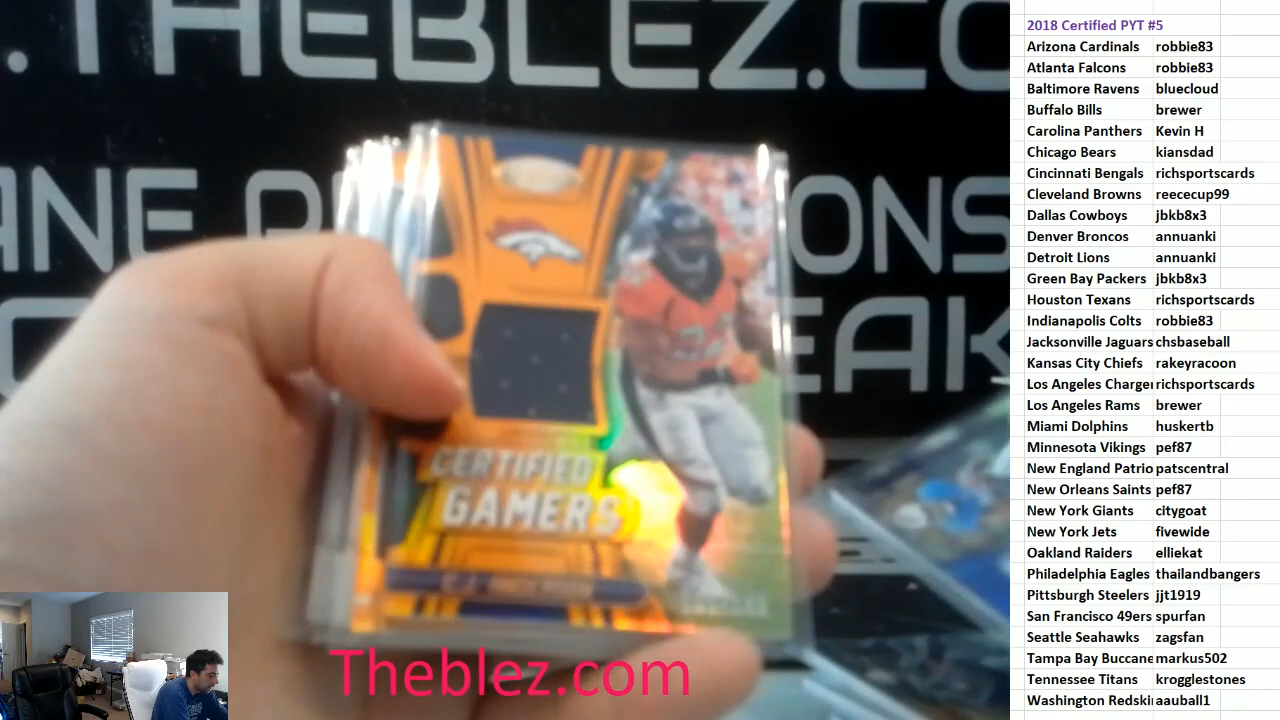 .THEBLEZ.CO
ANE
ONS
EAK
CERTIFIED
GAMERS
Theblez.com
2018 Certified PYT #5
Arizona Cardinals robbie83
Atlanta Falcons robbie83
Baltimore Ravens bluecloud
Buffalo Bills brewer
Carolina Panthers Kevin H
Chicago Bears kiansdad
Cincinnati Bengals richsportscards
Cleveland Browns reececup99
Dallas Cowboys jbkb8x3
Denver Broncos annuanki
Detroit Lions annuanki
Green Bay Packers jbkb8x3
Houston Texans richsportscards
Indianapolis Colts robbie83
Jacksonville Jaguars chsbaseball
Kansas City Chiefs rakeyracoon
Los Angeles Charge richsportscards
Los Angeles Rams brewer
Miami Dolphins huskertb
Minnesota Vikings pef87
New England Patrio patscentral
New Orleans Saints pef87
New York Giants citygoat
New York Jets fivewide
Oakland Raiders elliekat
Philadelphia Eagles thailandbangers
Pittsburgh Steelers jjt1919
San Francisco 49ers spurfan
Seattle Seahawks zagsfan
Tampa Bay Buccane markus502
Tennessee Titans krogglestones
Washington Redski aauball1